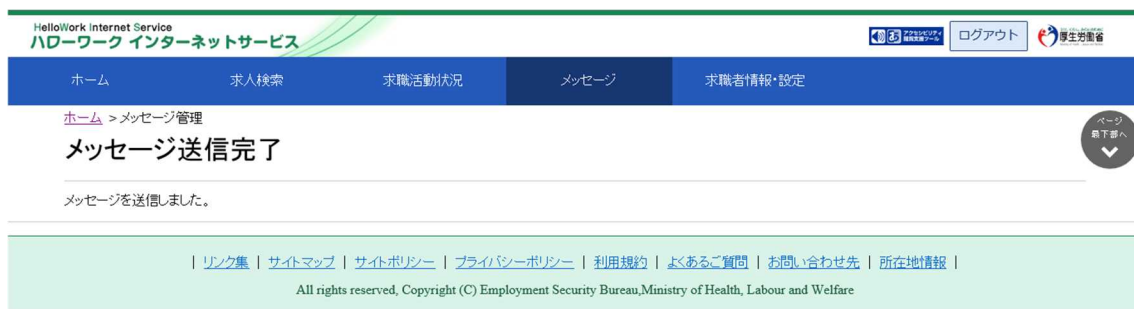 HelloWork Internet Service
ハローワーク インターネットサービス
ログアウト
厚生労働省
ホーム 求人検索 求職活動状況 メッセージ 求職者情報・設定
ホーム >メッセージ管理
ページ
最下部へ
メッセージ送信完了
メッセージを送信しました。
| リンク集 | サイトマップ | サイトポリシー | プライバシーポリシー | 利用規約 | よくあるご質問 | お問い合わせ先 | 所在地情報 |
All rights reserved, Copyright (C) Employment Security Bureau,Ministry of Health, Labour and Welfare